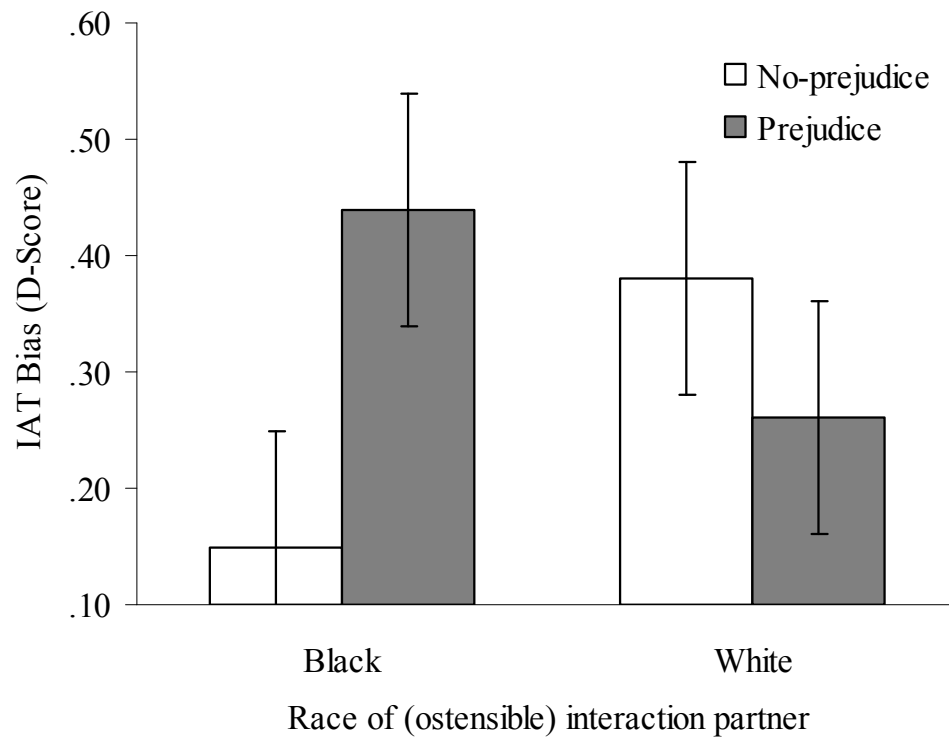 .60
.50
.40
.30
.20
.10
IAT Bias (D-Score)
No-prejudice
Prejudice
Black
White
Race of (ostensible) interaction partner